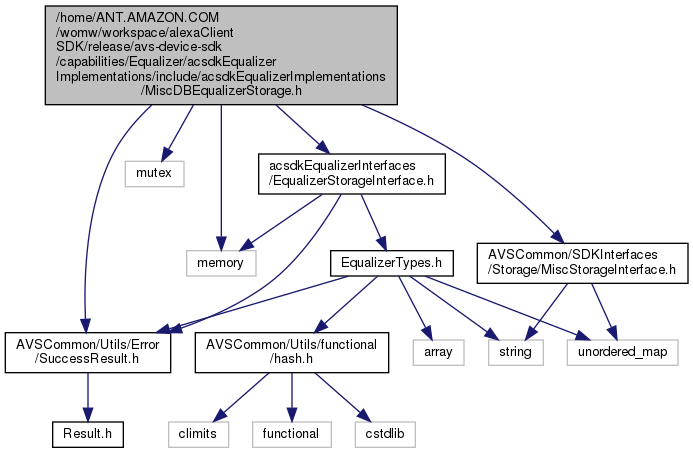 /home/ANT.AMAZON.COM
/womw/workspace/alexaClient
SDK/release/avs-device-sdk
/capabilities/Equalizer/acsdkEqualizer
Implementations/include/acsdkEqualizerImplementations
/MiscDBEqualizerStorage.h
mutex
acsdkEqualizerInterfaces
/EqualizerStorageInterface.h
memory
EqualizerTypes.h
AVSCommon/SDKInterfaces
/Storage/MiscStorageInterface.h
AVSCommon/Utils/Error
/SuccessResult.h
AVSCommon/Utils/functional
/hash.h
array
string
unordered_map
Result.h
climits
functional
cstdlib